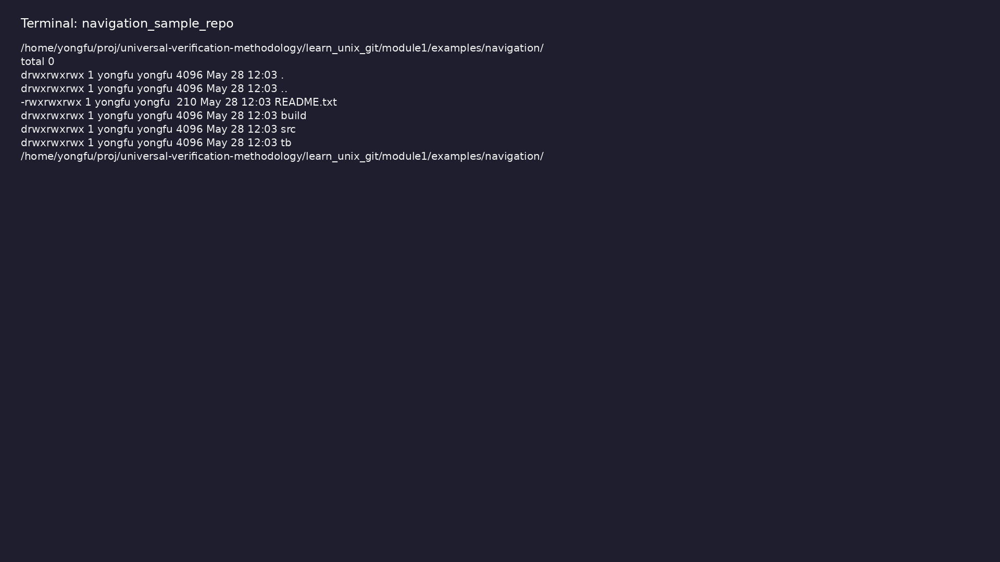 Terminal: navigation_sample_repo
/home/yongfu/proj/universal-verification-methodology/learn_unix_git/module1/examples/navigation/
total 0
drwxrwxrwx 1 yongfu yongfu 4096 May 28 12:03 .
drwxrwxrwx 1 yongfu yongfu 4096 May 28 12:03 ..
-rwxrwxrwx 1 yongfu yongfu  210 May 28 12:03 README.txt
drwxrwxrwx 1 yongfu yongfu 4096 May 28 12:03 build
drwxrwxrwx 1 yongfu yongfu 4096 May 28 12:03 src
drwxrwxrwx 1 yongfu yongfu 4096 May 28 12:03 tb
/home/yongfu/proj/universal-verification-methodology/learn_unix_git/module1/examples/navigation/